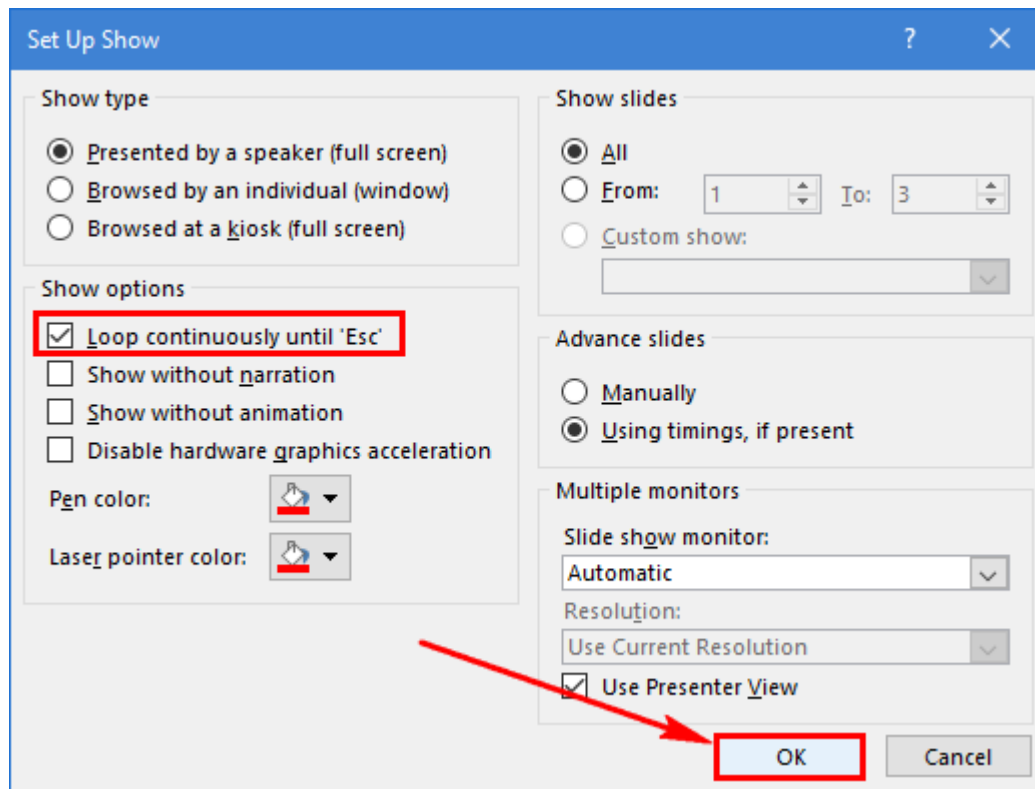 Set Up Show
Show type
Presented by a speaker (full screen)
Browsed by an individual (window)
Browsed at a kiosk (full screen)
Show options
Loop continuously until 'Esc'
Show without narration
Show without animation
Disable hardware graphics acceleration
Pen color:
Laser pointer color:
Show slides
All
From: 1 To: 3
Custom show:
Advance slides
Manually
Using timings, if present
Multiple monitors
Slide show monitor:
Automatic
Resolution:
Use Current Resolution
Use Presenter View
OK Cancel